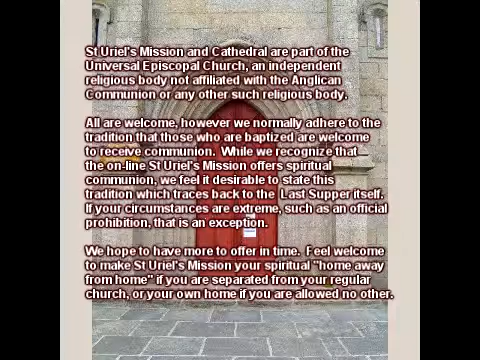 St Uriel's Mission and Cathedral are part of the
Universal Episcopal Church, an independent
religious body not affiliated with the Anglican
Communion or any other such religious body.
All are welcome, however we normally adhere to the
tradition that those who are baptized are welcome
to receive communion. While we recognize that
the on-line St Uriel's Mission offers spiritual
communion, we feel it desirable to state this
tradition which traces back to the Last Supper itself.
If your circumstances are extreme, such as an official
prohibition, that is an exception.
We hope to have more to offer in time. Feel welcome
to make St Uriel's Mission your spiritual "home away
from home" if you are separated from your regular
church, or your own home if you are allowed no other.